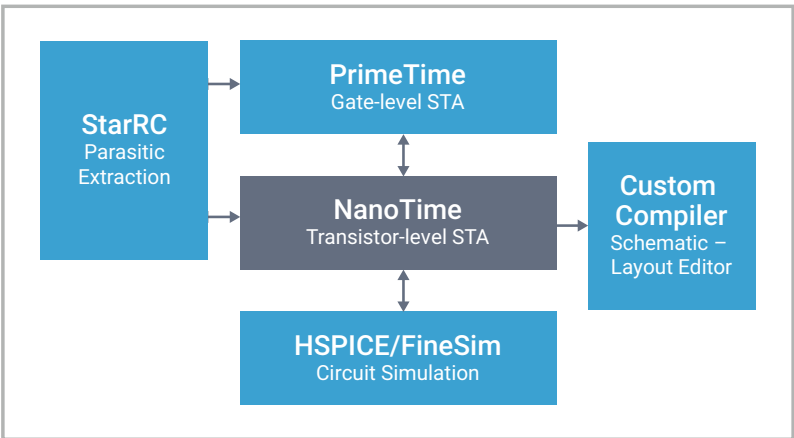 StarRC
Parasitic
Extraction
PrimeTime
Gate-level STA
NanoTime
Transistor-level STA
HSPICE/FineSim
Circuit Simulation
Custom
Compiler
Schematic –
Layout Editor